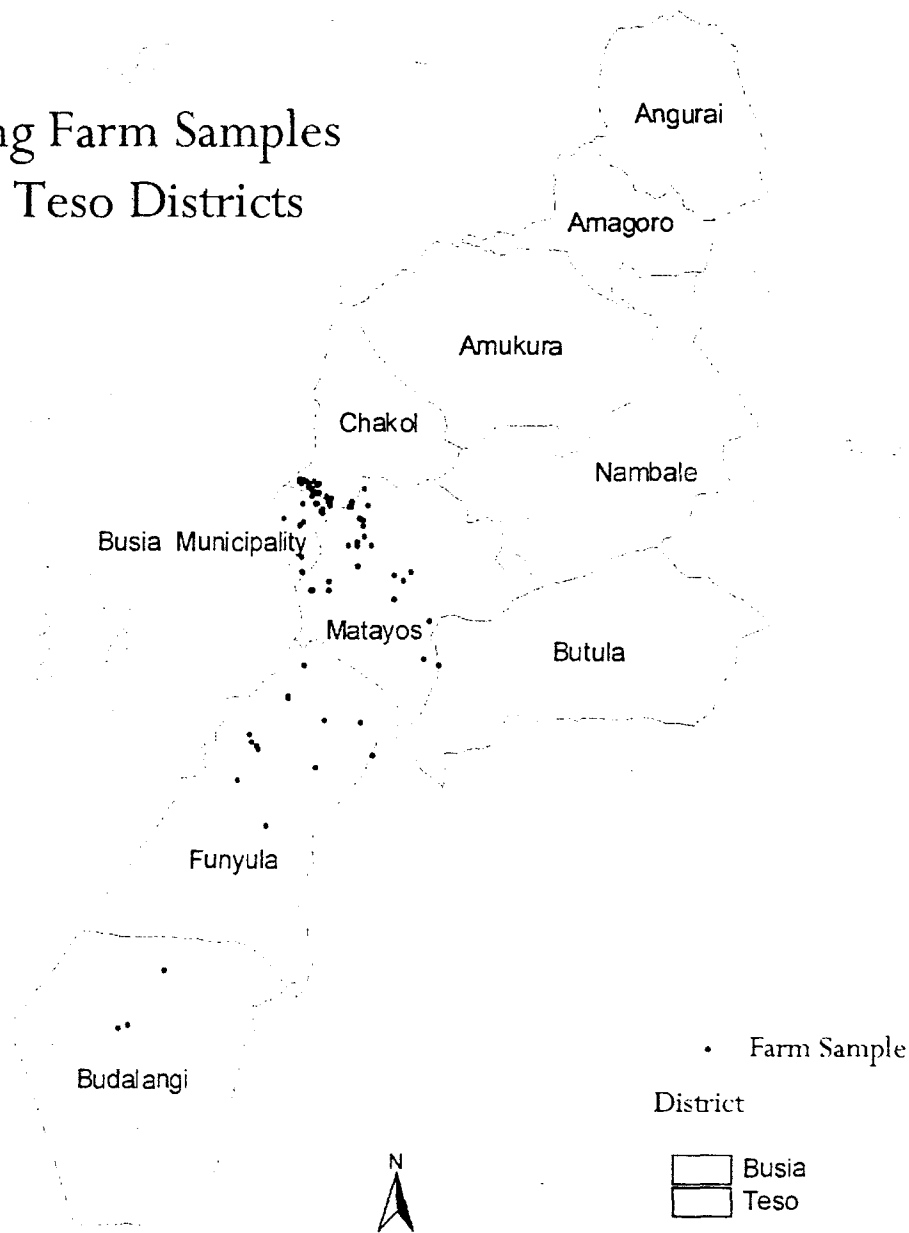 ng Farm Samples
Teso Districts
Angurai
Amagoro
Amukura
Chakol
Nambale
Busia Municipality
Matayos
Butula
Funyula
Budalangi
Farm Sample
District
N
Busia
Teso